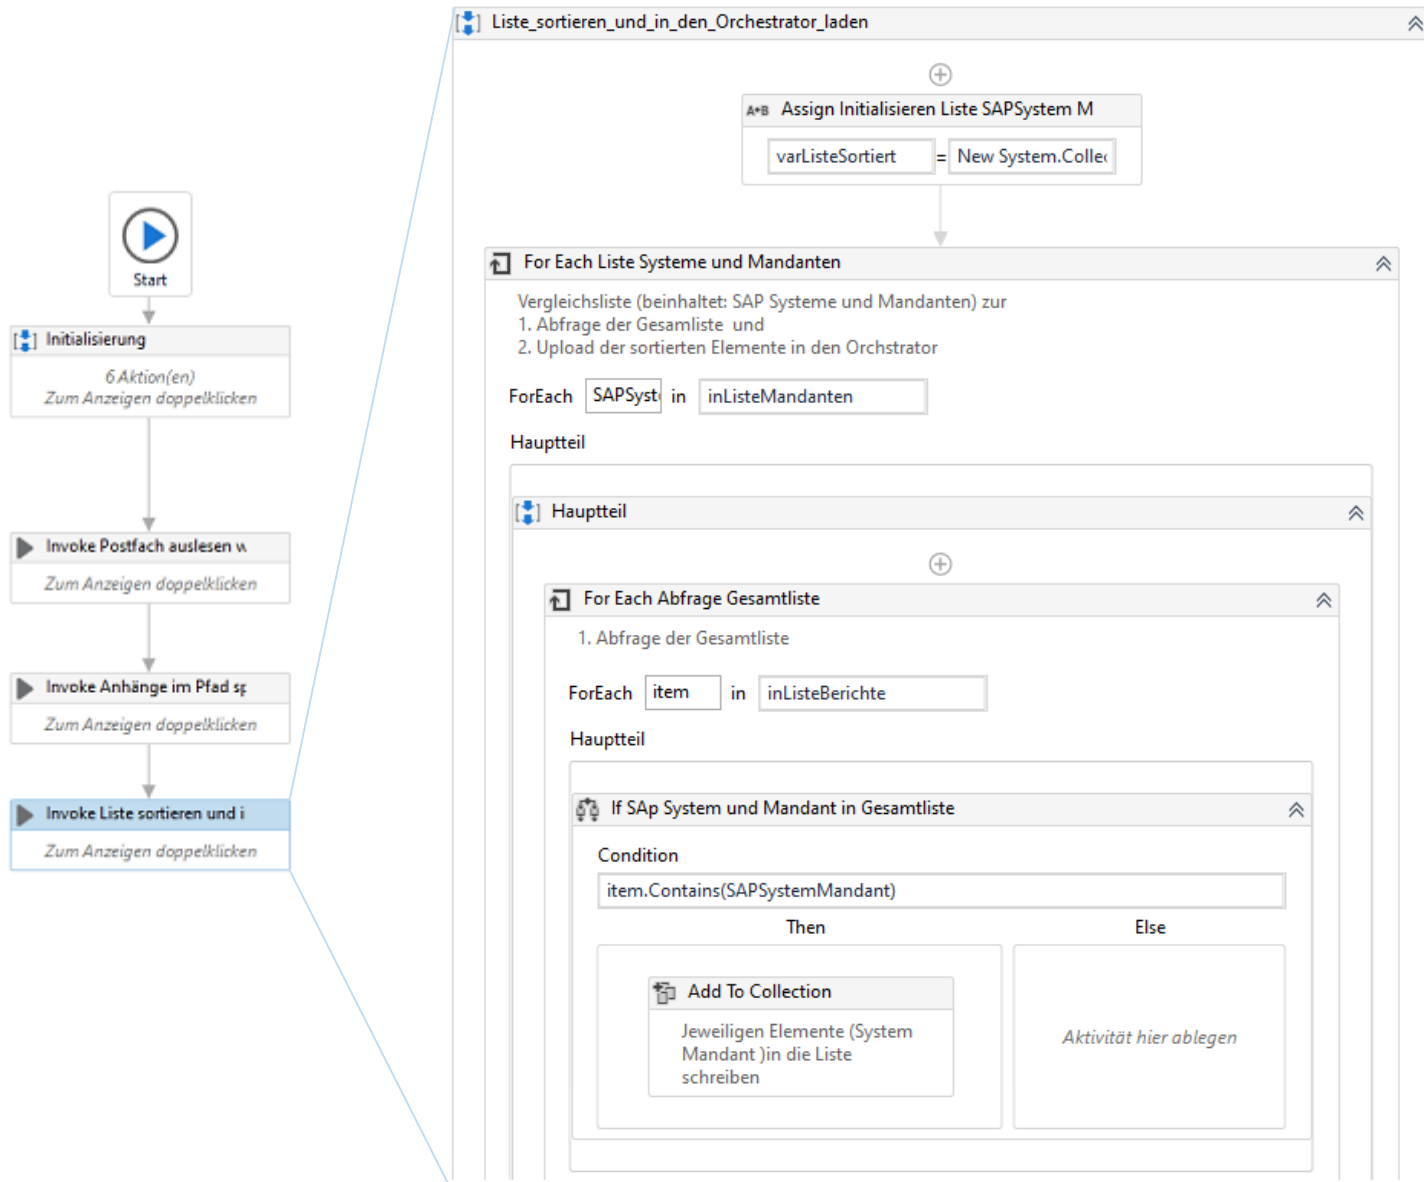 Start
Initialisierung
6 Aktion(en)
Zum Anzeigen doppelklicken
Invoke Postfach auslesen w
Zum Anzeigen doppelklicken
Invoke Anhänge im Pfad sp
Zum Anzeigen doppelklicken
Invoke Liste sortieren und i
Zum Anzeigen doppelklicken
Liste_sortieren_und_in_den_Orchestrator_laden
A+B Assign Initialisieren Liste SAPSystem M
varListeSortiert = New System.Collec
For Each Liste Systeme und Mandanten
Vergleichsliste (beinhaltet: SAP Systeme und Mandanten) zur
1. Abfrage der Gesamliste und
2. Upload der sortierten Elemente in den Orchstrator
ForEach SAPSyste in inListeMandanten
Hauptteil
Hauptteil
For Each Abfrage Gesamtliste
1. Abfrage der Gesamtliste
ForEach item in inListeBerichte
Hauptteil
If SAp System und Mandant in Gesamtliste
Condition
item.Contains(SAPSystemMandant)
Then Else
Add To Collection
Jeweiligen Elemente (System
Mandant )in die Liste
schreiben
Aktivität hier ablegen